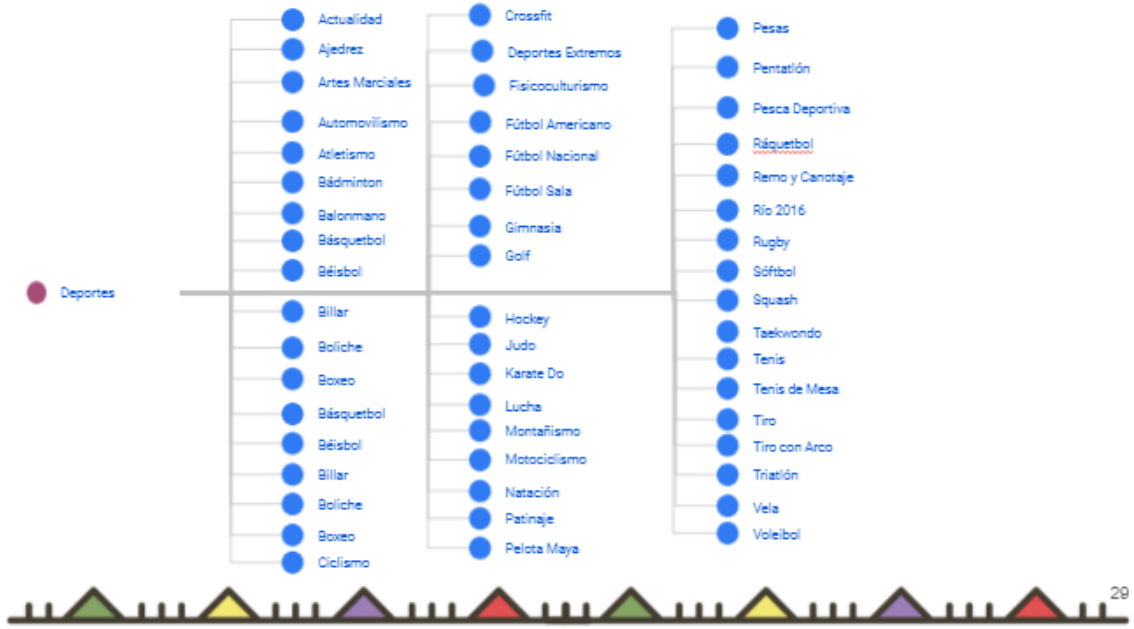 Deportes
Actualidad
Ajedrez
Artes Marciales
Automovilismo
Atletismo
Bádminton
Balonmano
Básquetbol
Béisbol
Billar
Boliche
Boxeo
Básquetbol
Béisbol
Billar
Boliche
Boxeo
Ciclismo
Crossfit
Deportes Extremos
Fisicoculturismo
Fútbol Americano
Fútbol Nacional
Fútbol Sala
Gimnasia
Golf
Hockey
Judo
Karate Do
Lucha
Montañismo
Motociclismo
Natación
Patinaje
Pelota Maya
Pesas
Pentatlón
Pesca Deportiva
Ráquetbol
Remo y Canotaje
Río 2016
Rugby
Sóftbol
Squash
Taekwondo
Tenis
Tenis de Mesa
Tiro
Tiro con Arco
Triatlón
Vela
Voleibol
29